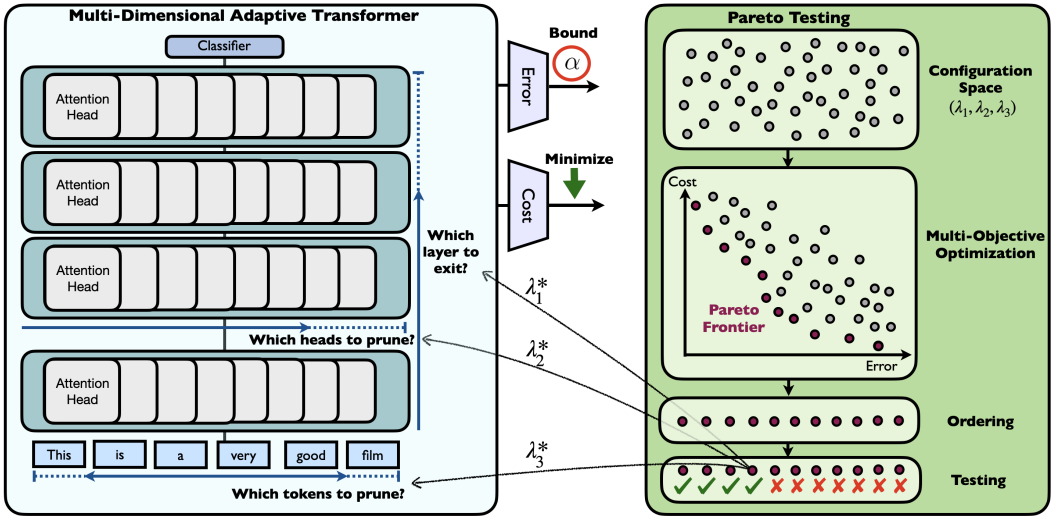 Multi-Dimensional Adaptive Transformer
Classifier
Attention
Head
Attention
Head
Attention
Head
Attention
Head
Which
layer to
exit?
Which heads to prune?
This is a very good film
Which tokens to prune?
Error
Bound
α
Cost
Minimize
λ₁*
λ₂*
λ₃*
Pareto Testing
Configuration
Space
(λ₁, λ₂, λ₃)
Cost
Pareto
Frontier
Error
Multi-Objective
Optimization
Ordering
Testing